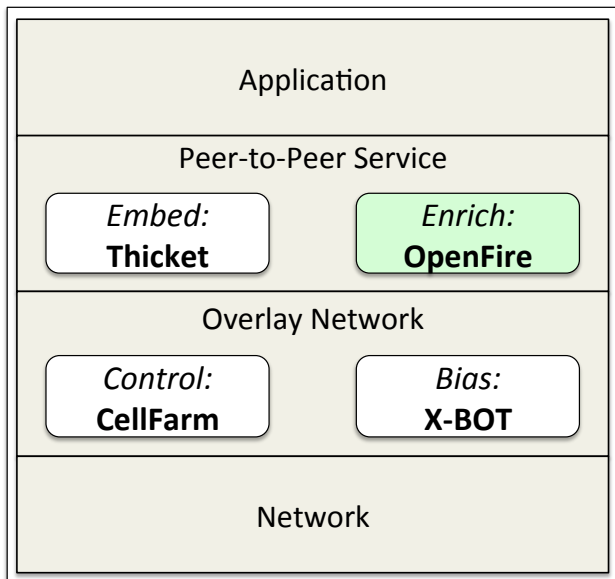 Application
Peer-to-Peer Service
Embed:
Thicket
Enrich:
OpenFire
Overlay Network
Control:
CellFarm
Bias:
X-BOT
Network